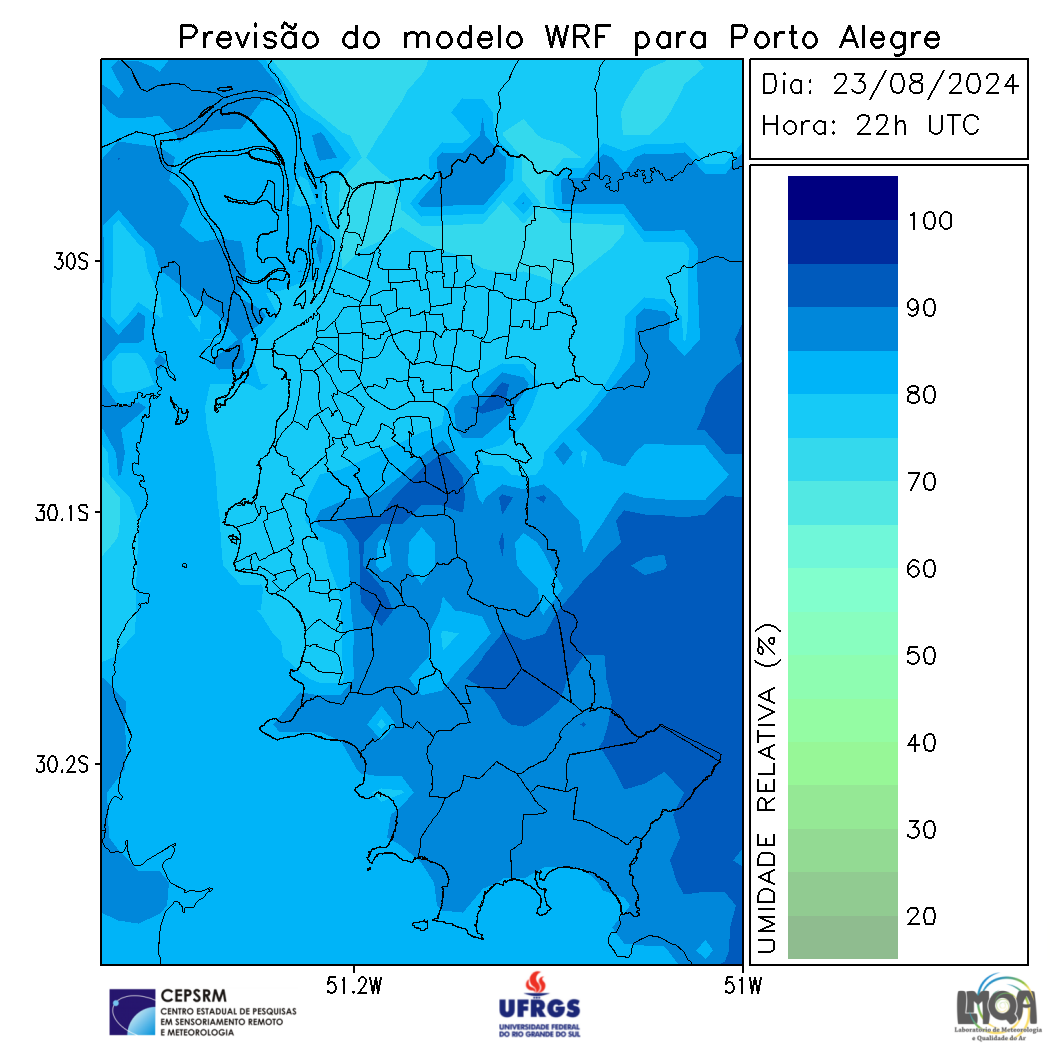 Previsão do modelo WRF para Porto Alegre
Dia: 23/08/2024
Hora: 22h UTC
30S
30.1S
30.2S
51.2W
51W
100
90
80
70
60
50
40
30
20
UMIDADE RELATIVA (%)
CEPSRM
CENTRO ESTADUAL DE PESQUISAS
EM SENSORIAMENTO REMOTO
E METEOROLOGIA
UFRGS
UNIVERSIDADE FEDERAL
DO RIO GRANDE DO SUL
LMQA
Laboratório de Meteorologia
e Qualidade do Ar